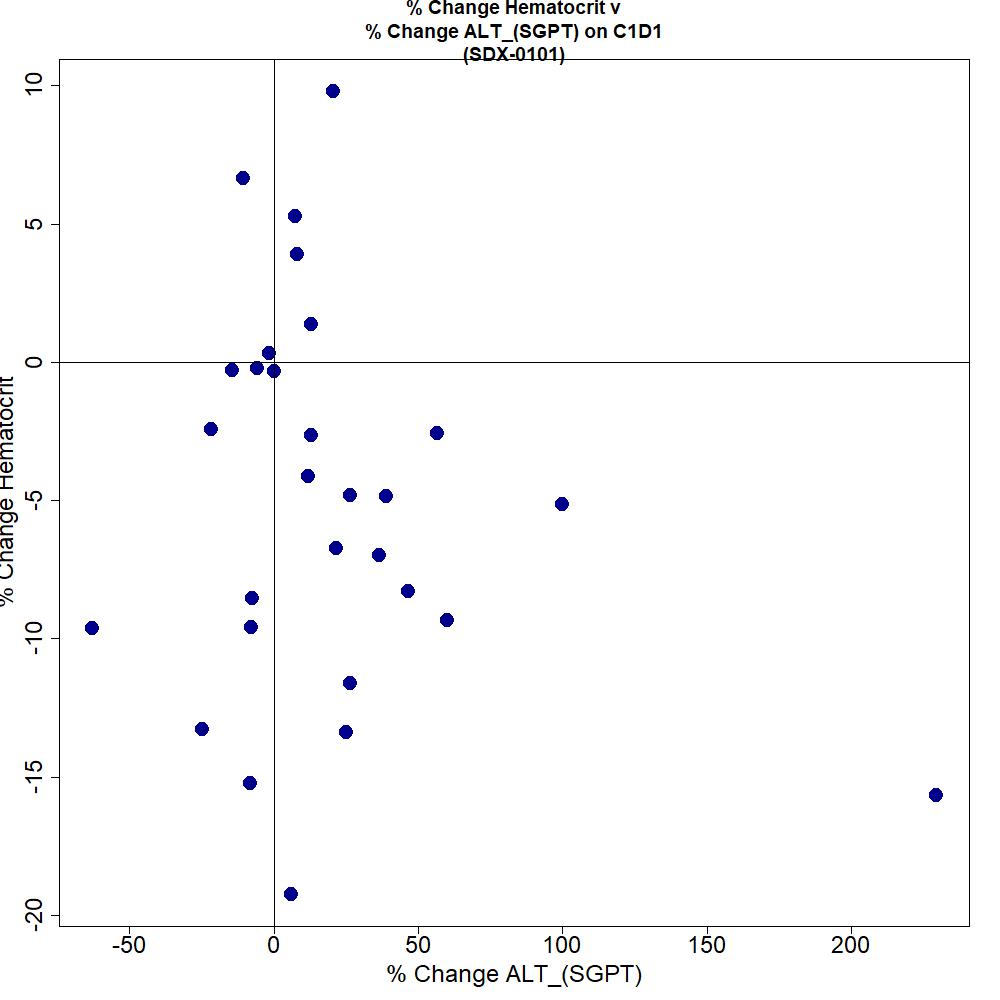 % Change Hematocrit v
% Change ALT_(SGPT) on C1D1
(SDX-0101)
% Change Hematocrit
10
5
0
-5
-10
-15
-20
-50
0
50
100
150
200
% Change ALT_(SGPT)